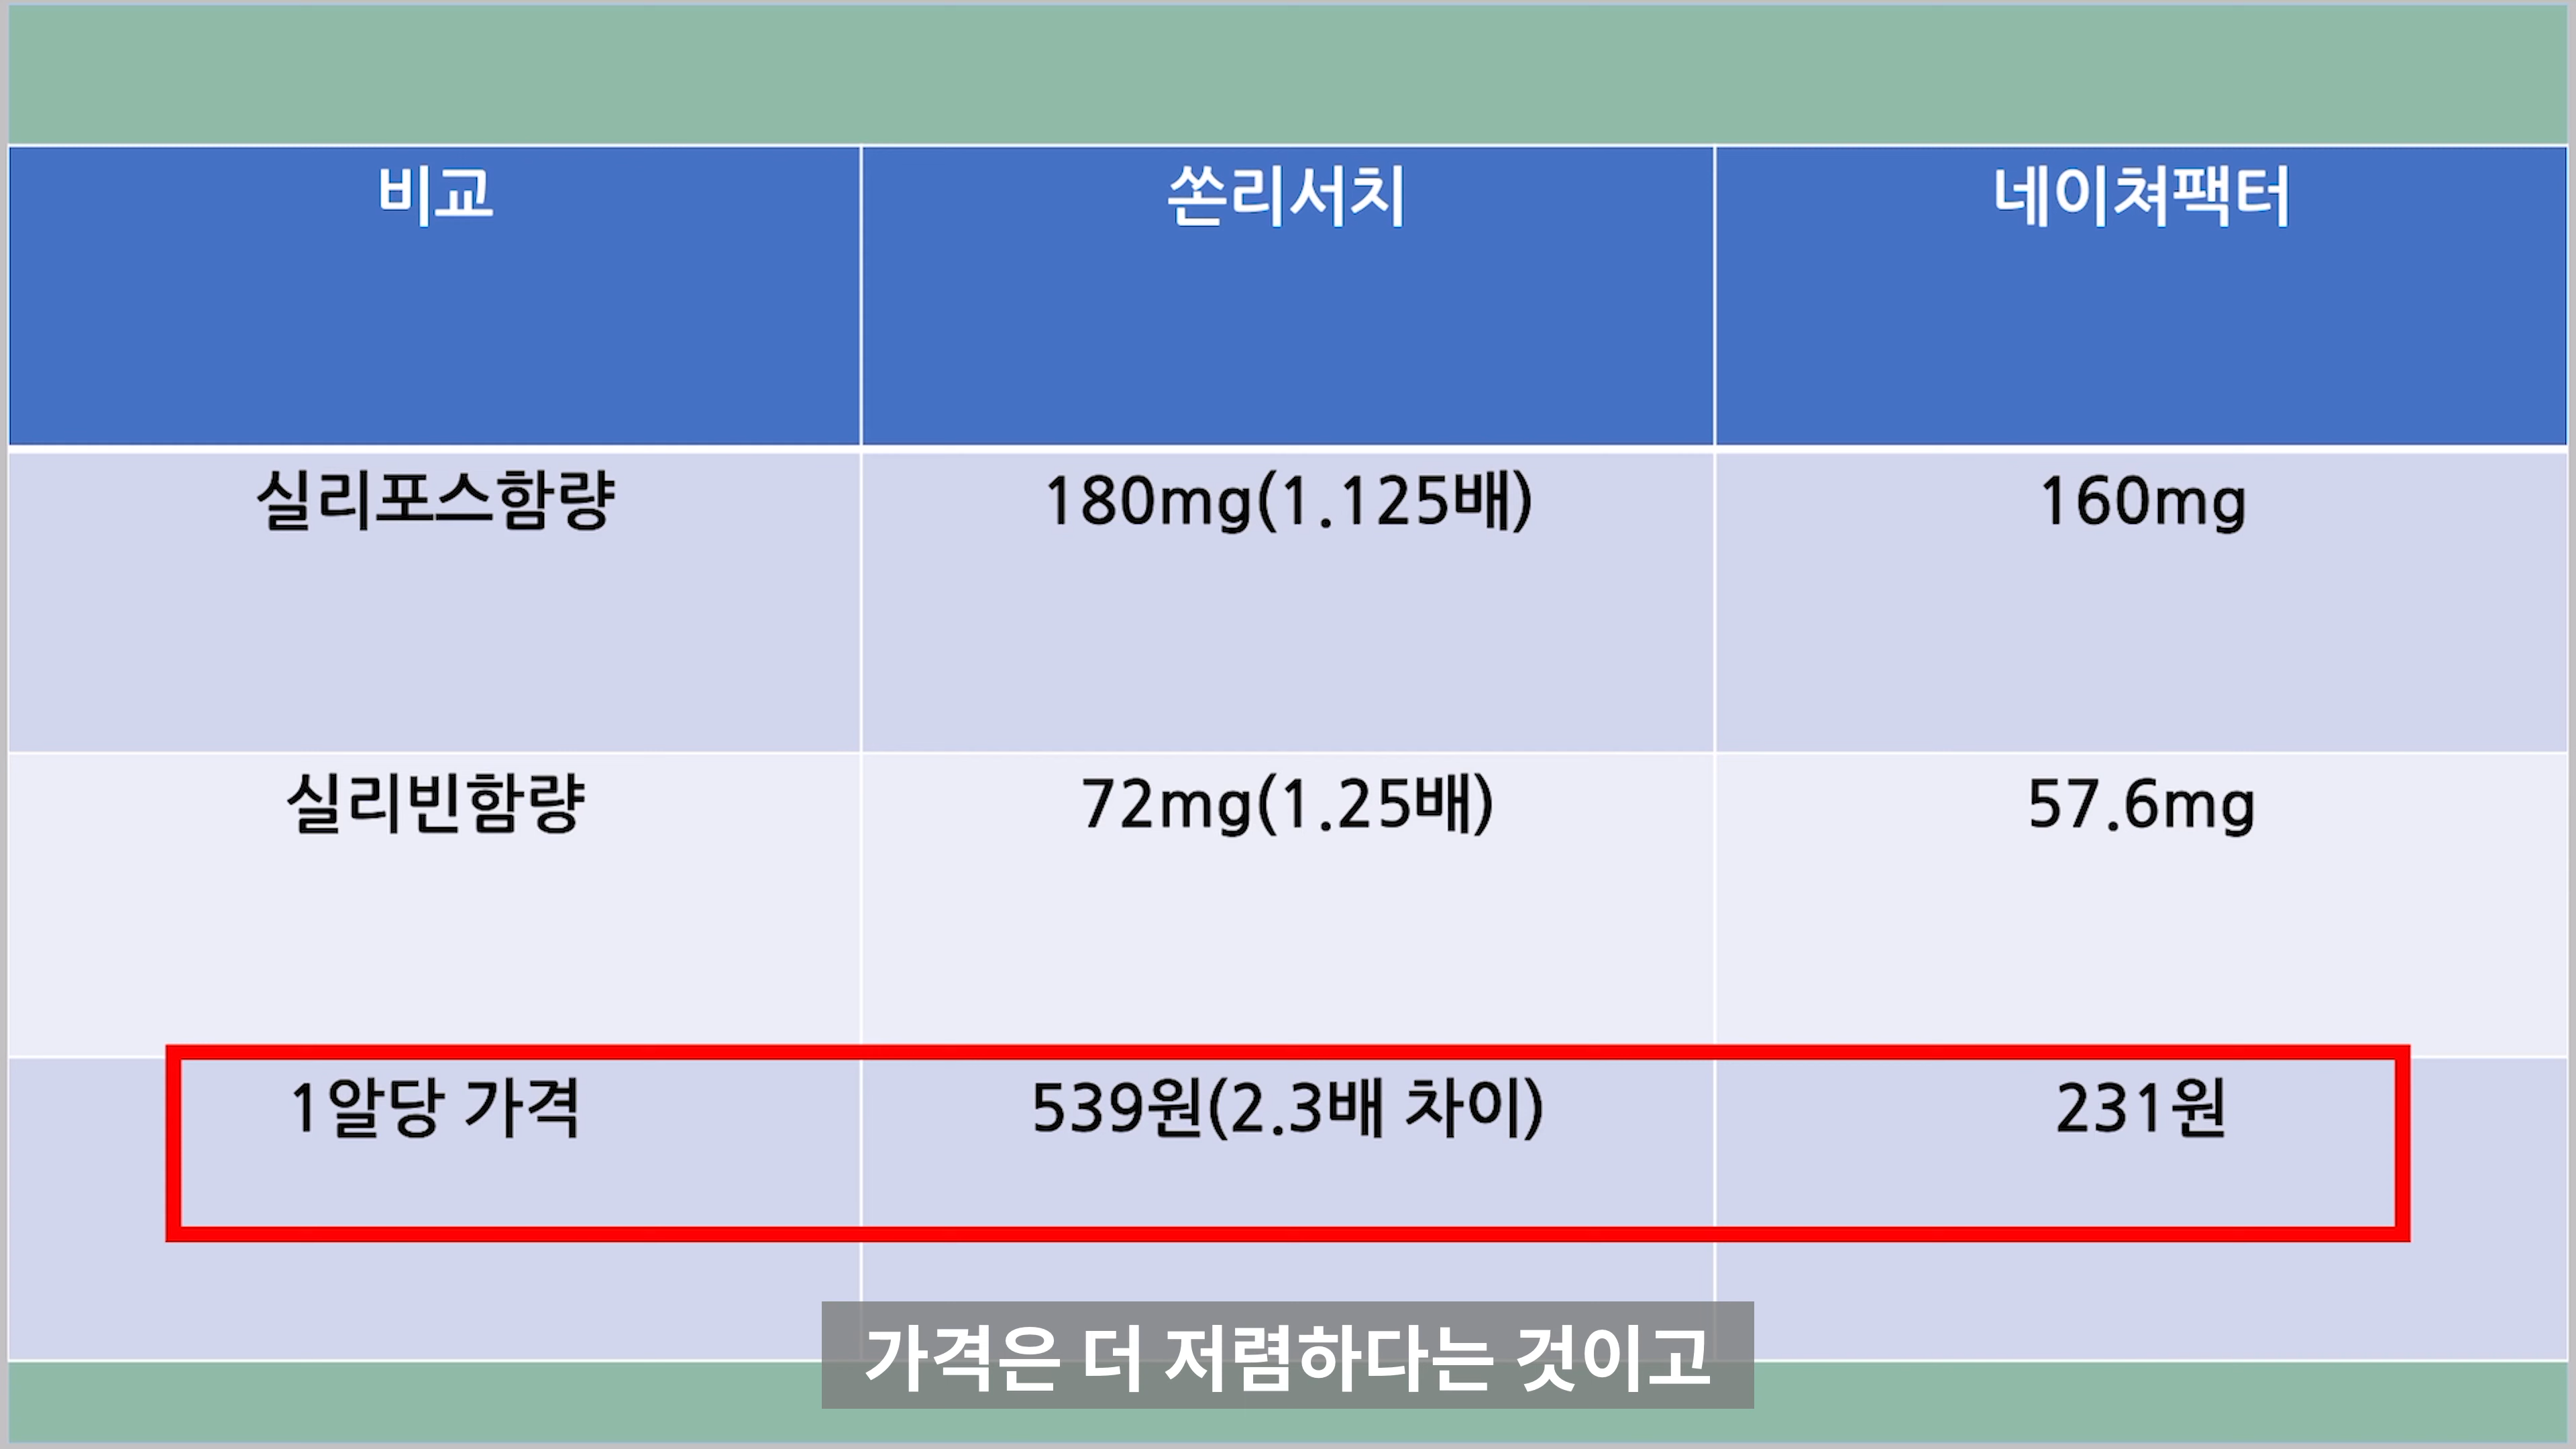 비교 쏜리서치 네이쳐팩터
실리포스함량 180mg(1.125배) 160mg
실리빈함량 72mg(1.25배) 57.6mg
1알당 가격 539원(2.3배 차이) 231원
가격은 더 저렴하다는 것이고